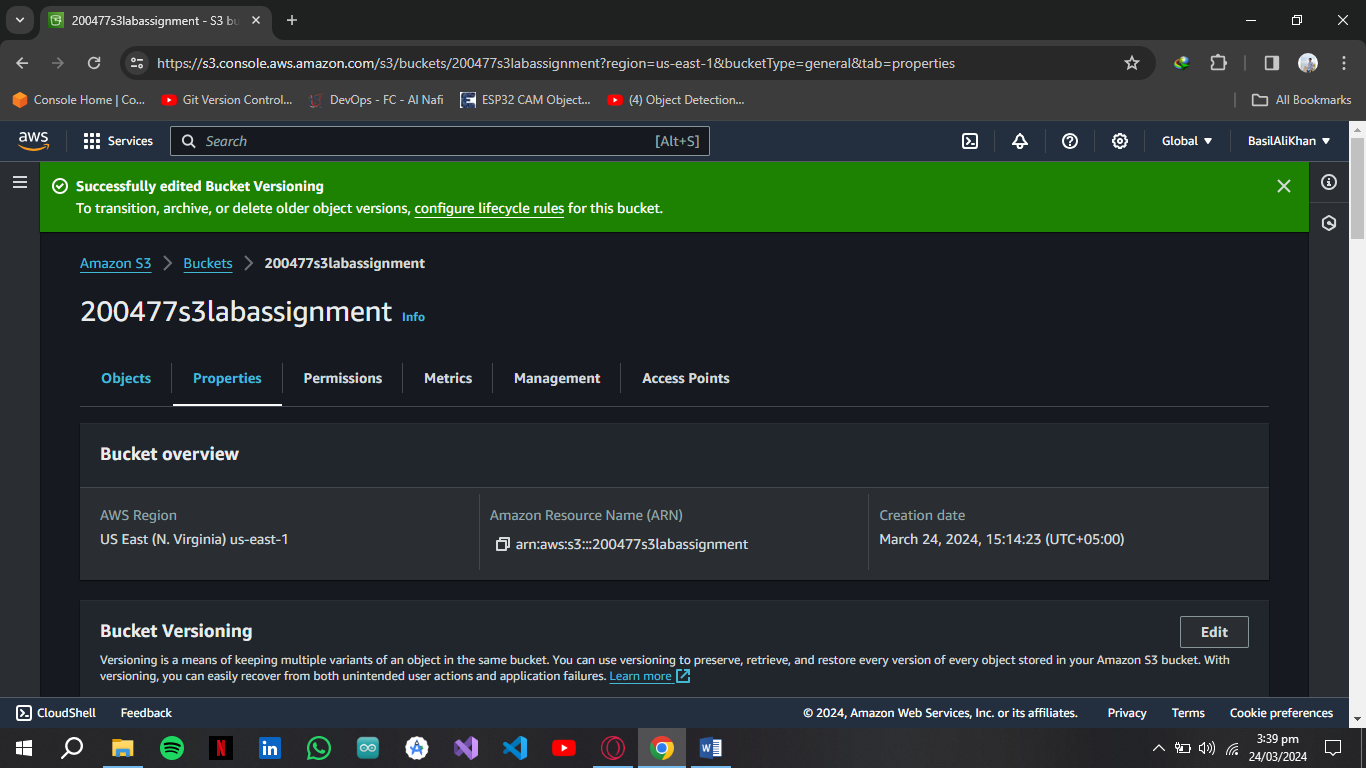 200477s3labassignment - S3 bu
https://s3.console.aws.amazon.com/s3/buckets/200477s3labassignment?region=us-east-1&bucketType=general&tab=properties
Console Home | Co...
Git Version Control...
DevOps - FC - Al Nafi
ESP32 CAM Object...
(4) Object Detection...
All Bookmarks
aws
Services
Search
[Alt+S]
Global
BasilAliKhan
Successfully edited Bucket Versioning
To transition, archive, or delete older object versions, configure lifecycle rules for this bucket.
Amazon S3
Buckets
200477s3labassignment
200477s3labassignment Info
Objects
Properties
Permissions
Metrics
Management
Access Points
Bucket overview
AWS Region
US East (N. Virginia) us-east-1
Amazon Resource Name (ARN)
arn:aws:s3:::200477s3labassignment
Creation date
March 24, 2024, 15:14:23 (UTC+05:00)
Bucket Versioning
Edit
Versioning is a means of keeping multiple variants of an object in the same bucket. You can use versioning to preserve, retrieve, and restore every version of every object stored in your Amazon S3 bucket. With
versioning, you can easily recover from both unintended user actions and application failures. Learn more
CloudShell
Feedback
© 2024, Amazon Web Services, Inc. or its affiliates.
Privacy
Terms
Cookie preferences
3:39 pm
24/03/2024